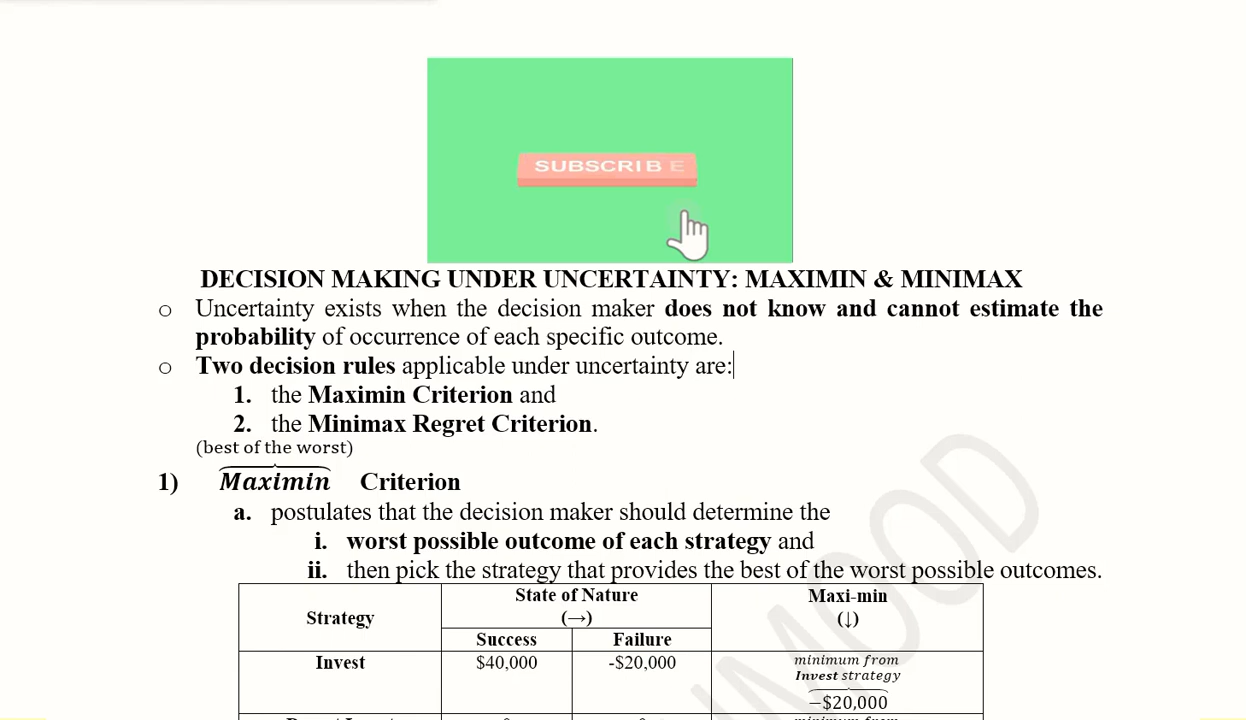 SUBSCRIBE
DECISION MAKING UNDER UNCERTAINTY: MAXIMIN & MINIMAX
o Uncertainty exists when the decision maker does not know and cannot estimate the
probability of occurrence of each specific outcome.
o Two decision rules applicable under uncertainty are:
1. the Maximin Criterion and
2. the Minimax Regret Criterion.
(best of the worst)
1) Maximin Criterion
a. postulates that the decision maker should determine the
i. worst possible outcome of each strategy and
ii. then pick the strategy that provides the best of the worst possible outcomes.
Strategy
State of Nature
(→)
Maxi-min
(↓)
Success Failure
Invest $40,000 -$20,000
minimum from
Invest strategy
−$20,000